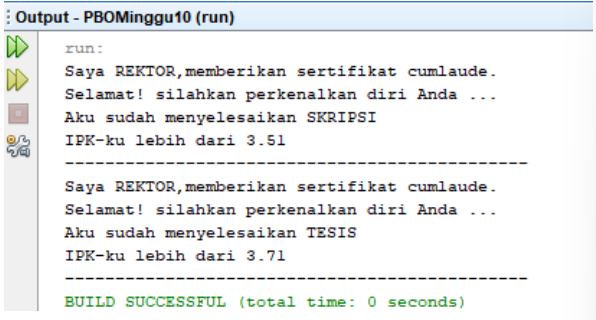 Output - PBOMinggu10 (run)
run:
Saya REKTOR,memberikan sertifikat cumlaude.
Selamat! silahkan perkenalkan diri Anda ...
Aku sudah menyelesaikan SKRIPSI
IPK-ku lebih dari 3.51
-----------------------------------------------
Saya REKTOR,memberikan sertifikat cumlaude.
Selamat! silahkan perkenalkan diri Anda ...
Aku sudah menyelesaikan TESIS
IPK-ku lebih dari 3.71
-----------------------------------------------
BUILD SUCCESSFUL (total time: 0 seconds)